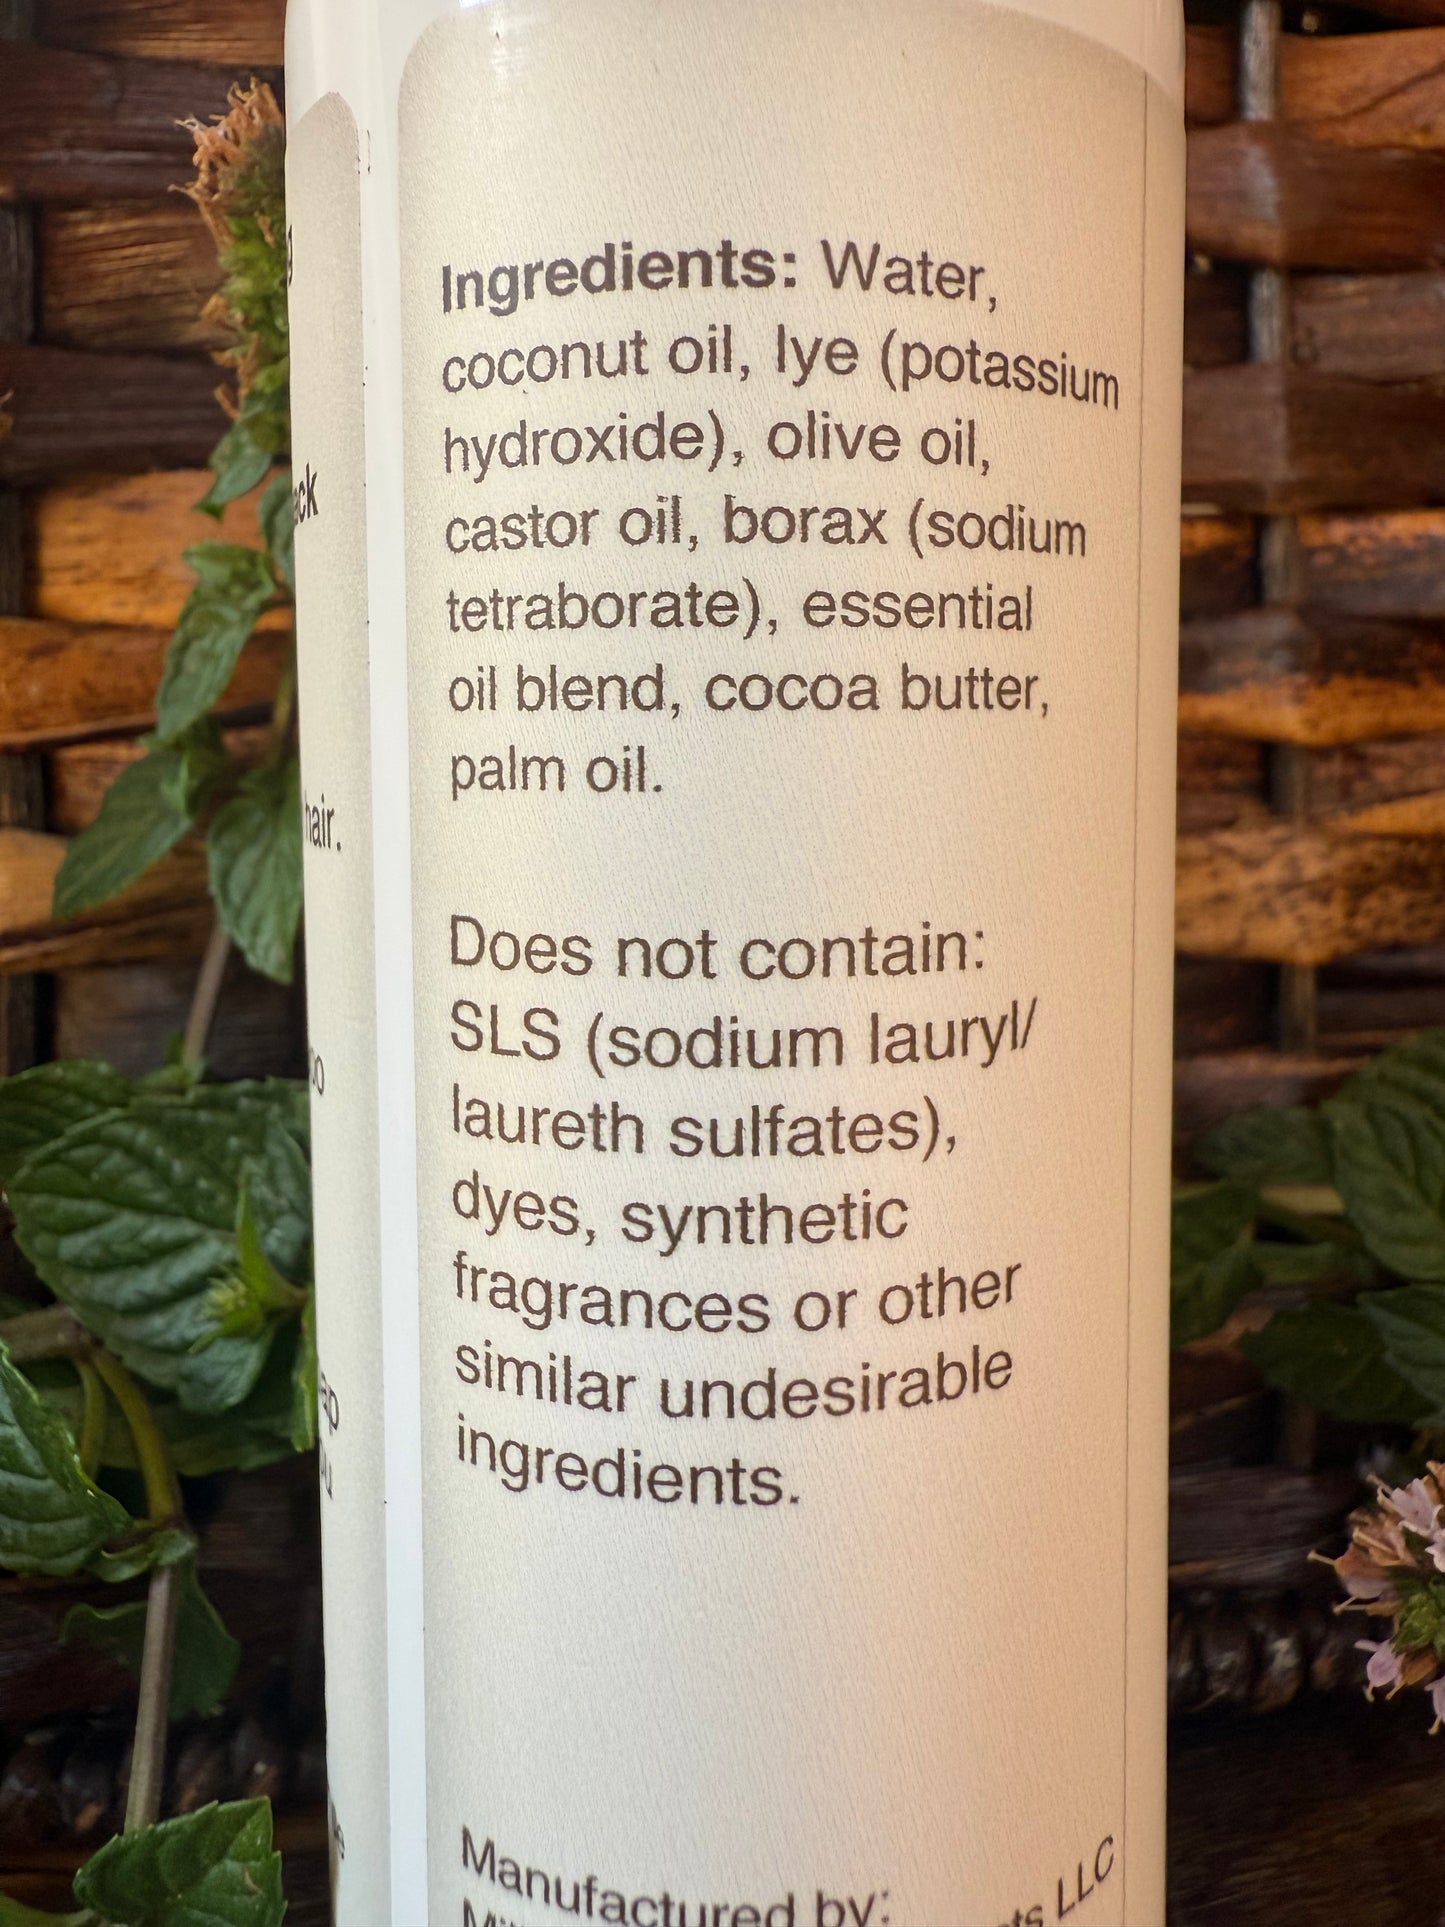 Ingredients: Water,
coconut oil, lye (potassium
hydroxide), olive oil,
castor oil, borax (sodium
tetraborate), essential
oil blend, cocoa butter,
palm oil.
Does not contain:
SLS (sodium lauryl/
laureth sulfates),
dyes, synthetic
fragrances or other
similar undesirable
ingredients.
Manufactured by:
LLC
hair.